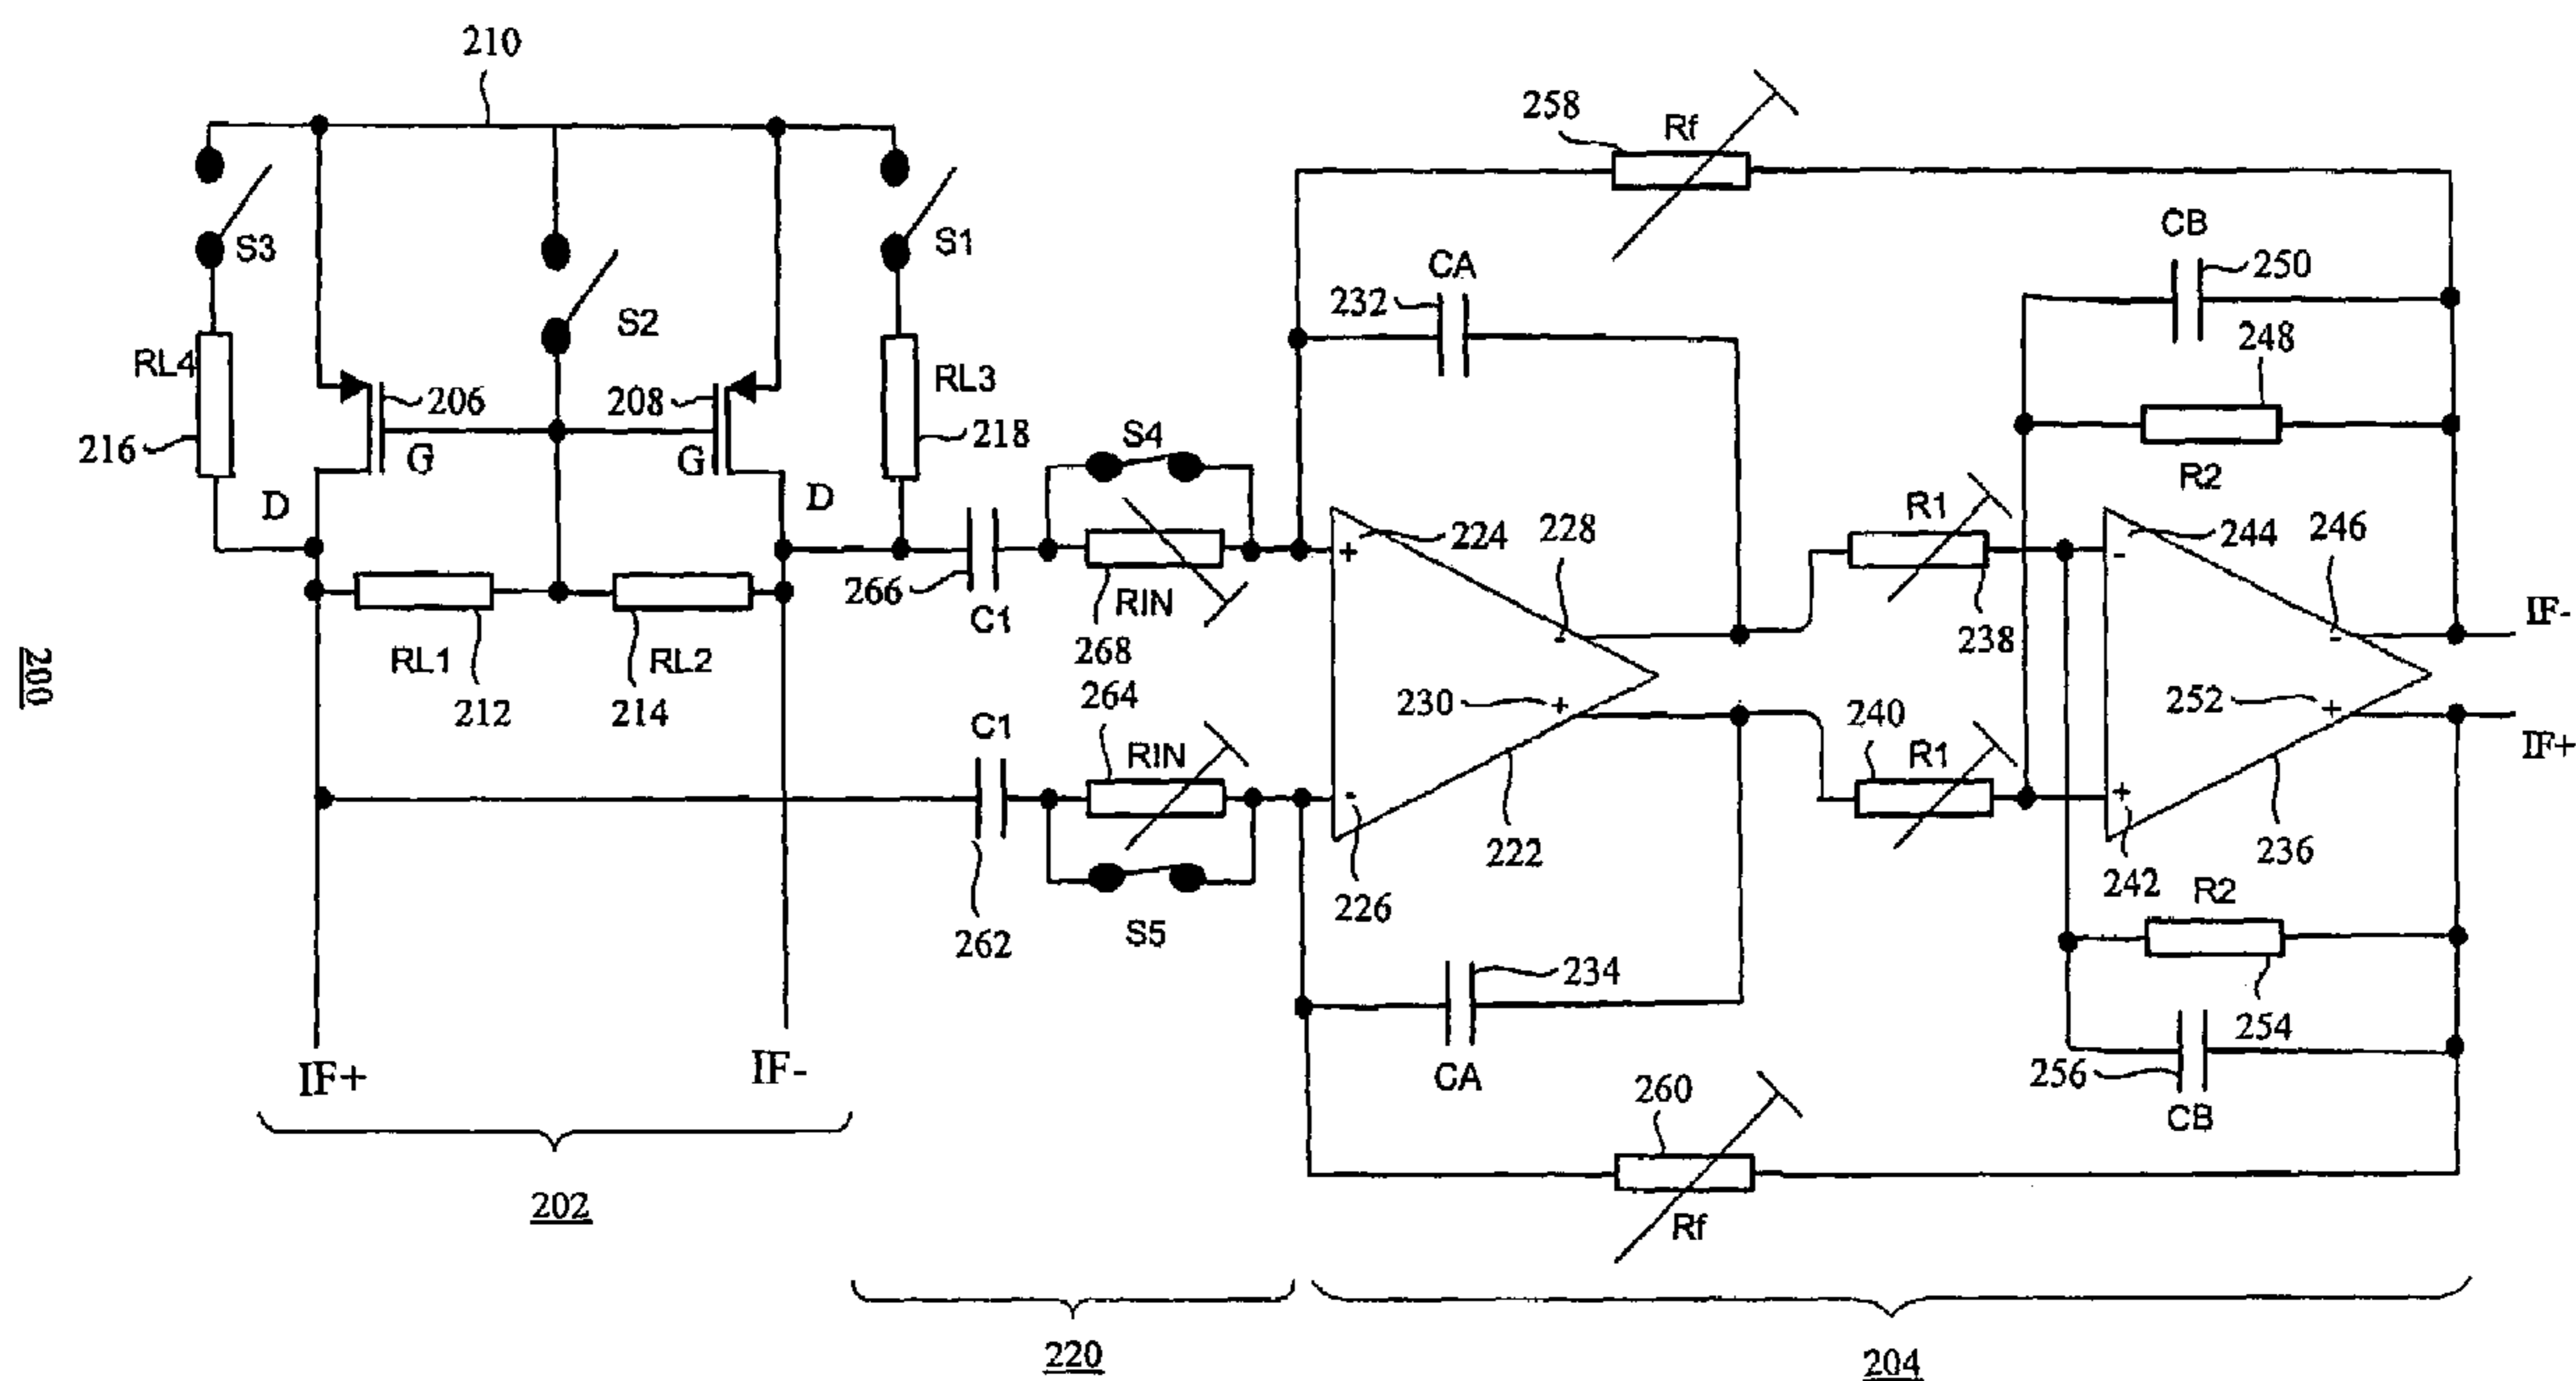 210
258
Rf
CB
250
S3
S1
CA
232
S2
248
RL4
206
208
RL3
216
G
G
218
S4
R2
D
D
R1
224
228
244
246
+
-
266
C1
RIN
268
238
IF-
-
-
RL1
RL2
264
212
214
C1
RIN
230
+
240
R1
252
+
IF+
200
-
+
222
236
226
242
R2
262
S5
234
254
IF+
IF-
CA
260
256
CB
202
Rf
220
204